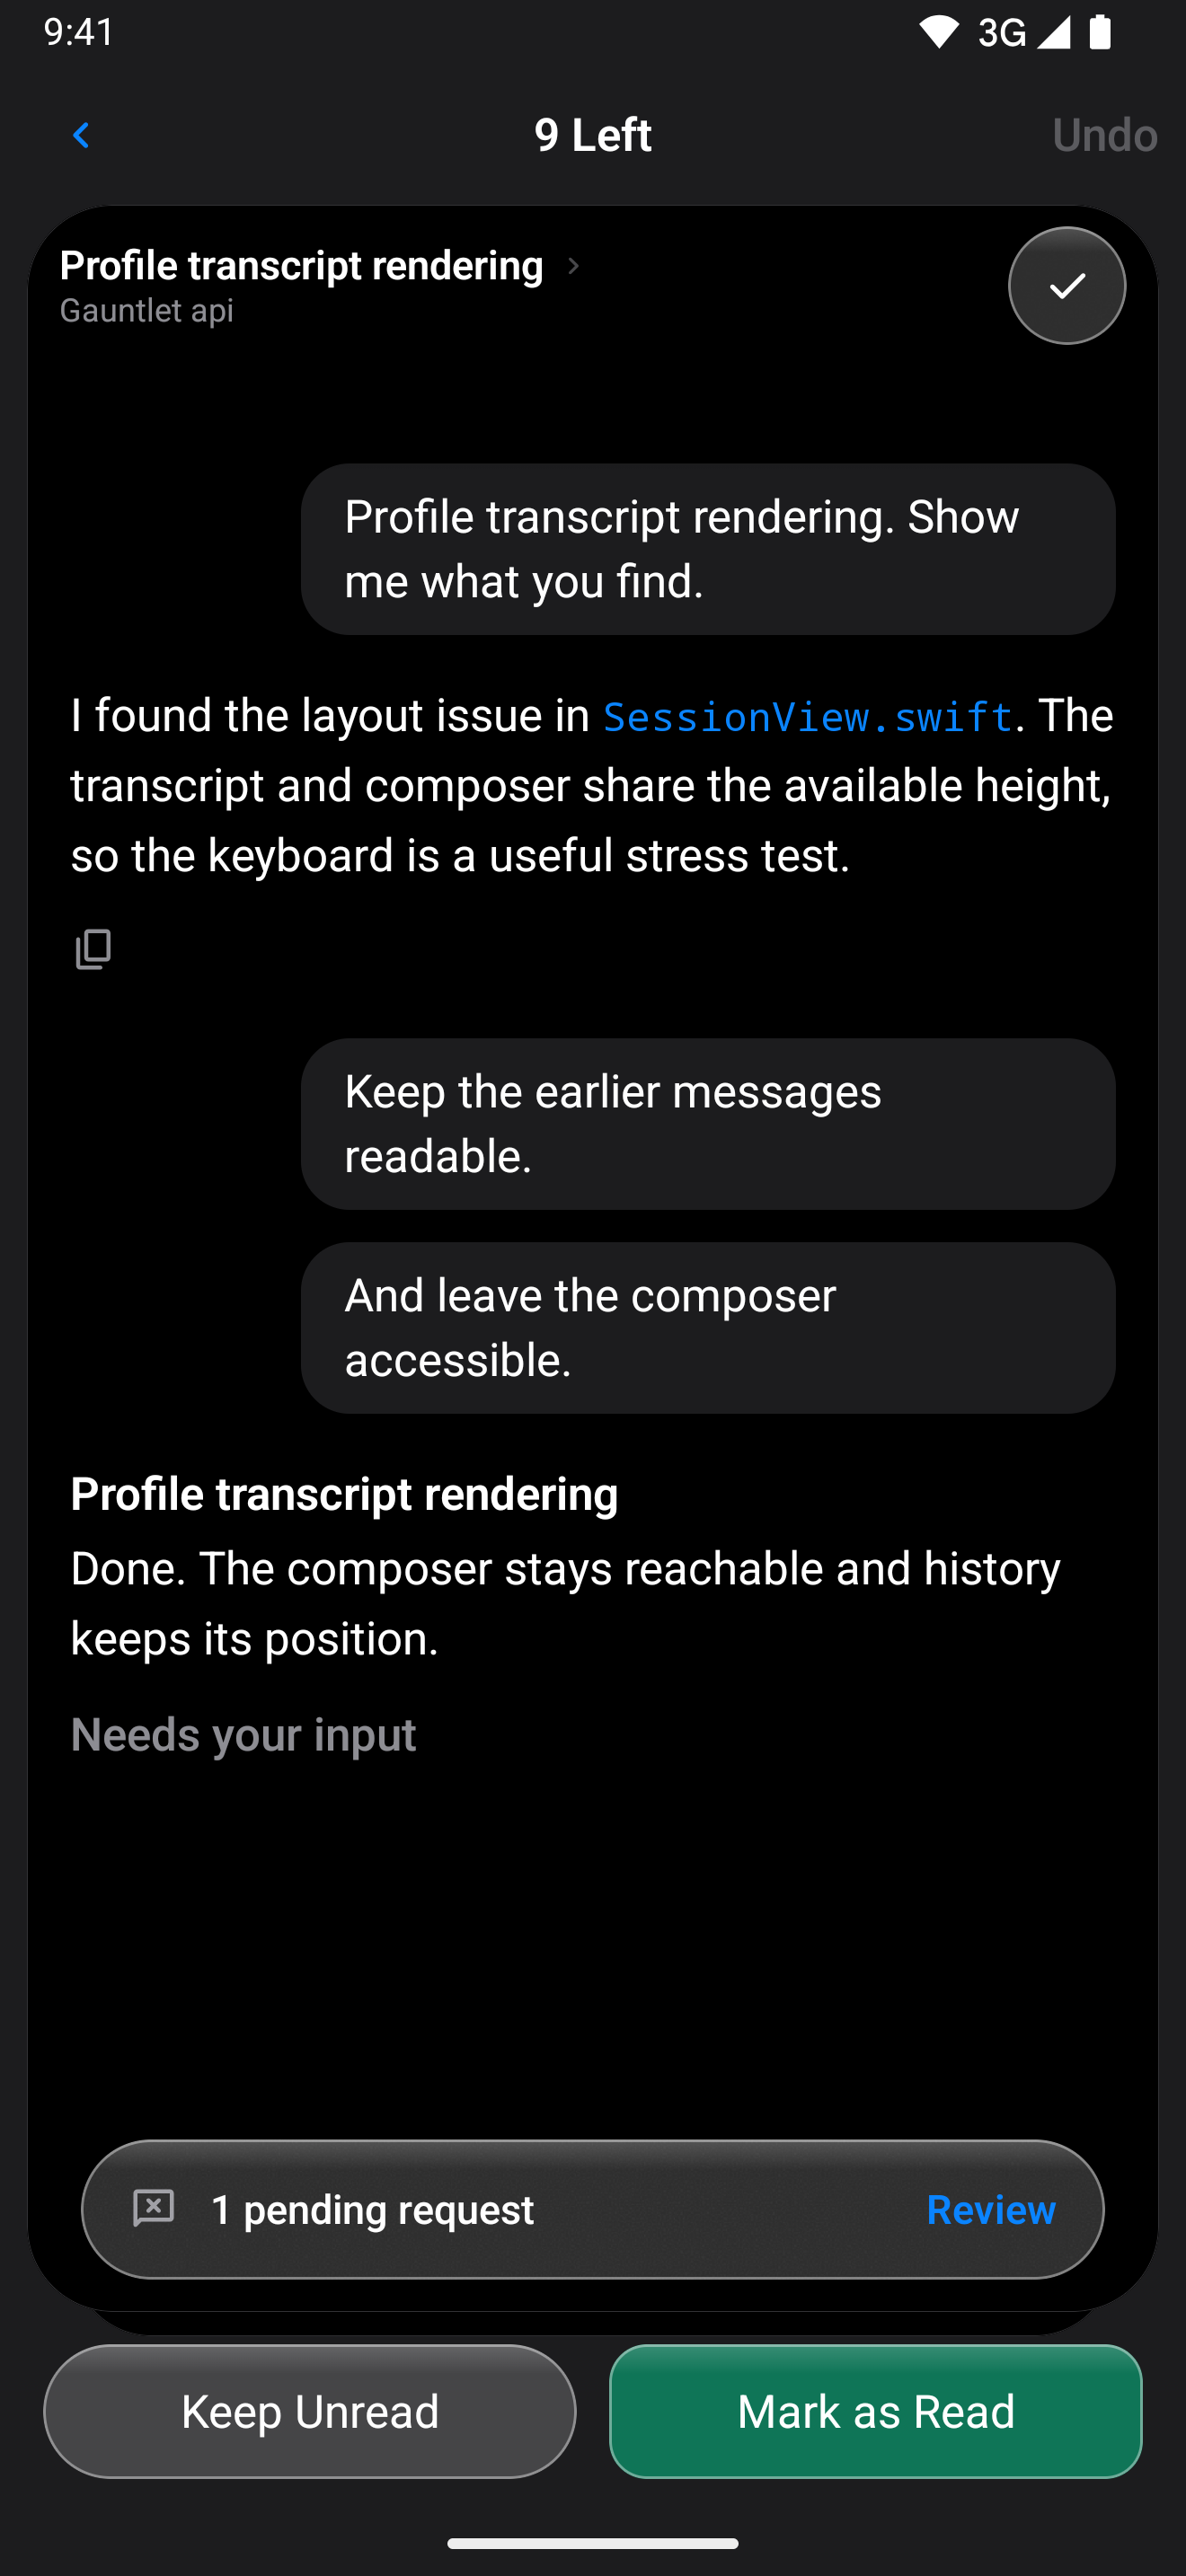 9:41
3G
9 Left
Undo
Profile transcript rendering
Gauntlet api
Profile transcript rendering. Show
me what you find.
I found the layout issue in SessionView.swift. The
transcript and composer share the available height,
so the keyboard is a useful stress test.
Keep the earlier messages
readable.
And leave the composer
accessible.
Profile transcript rendering
Done. The composer stays reachable and history
keeps its position.
Needs your input
1 pending request
Review
Keep Unread
Mark as Read